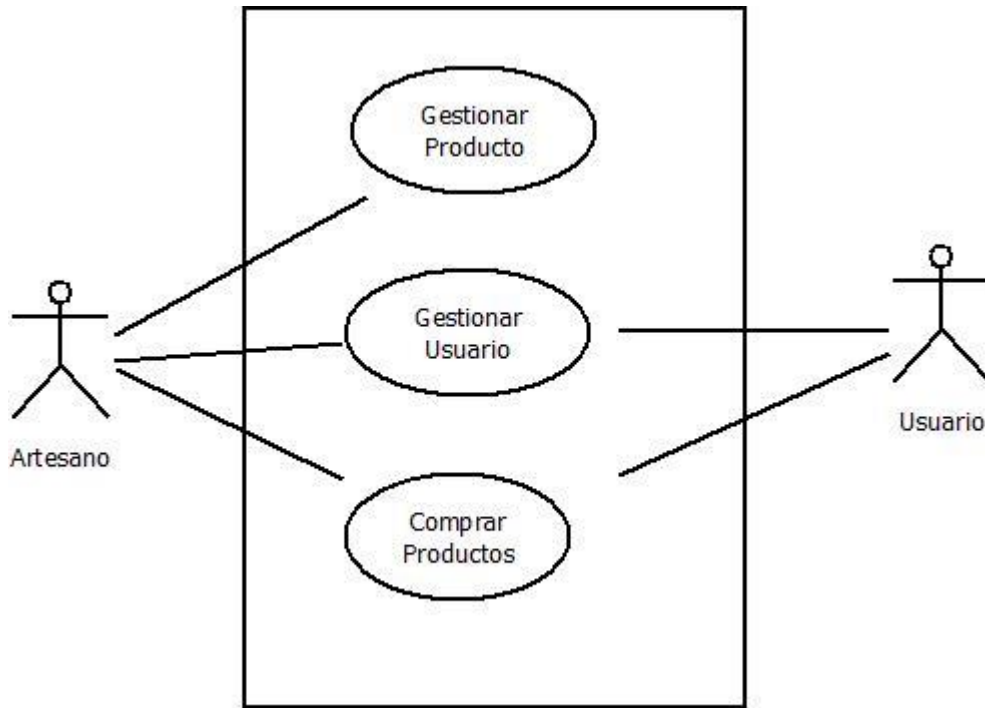 Gestionar
Producto
Gestionar
Usuario
Usuario
Artesano
Comprar
Productos